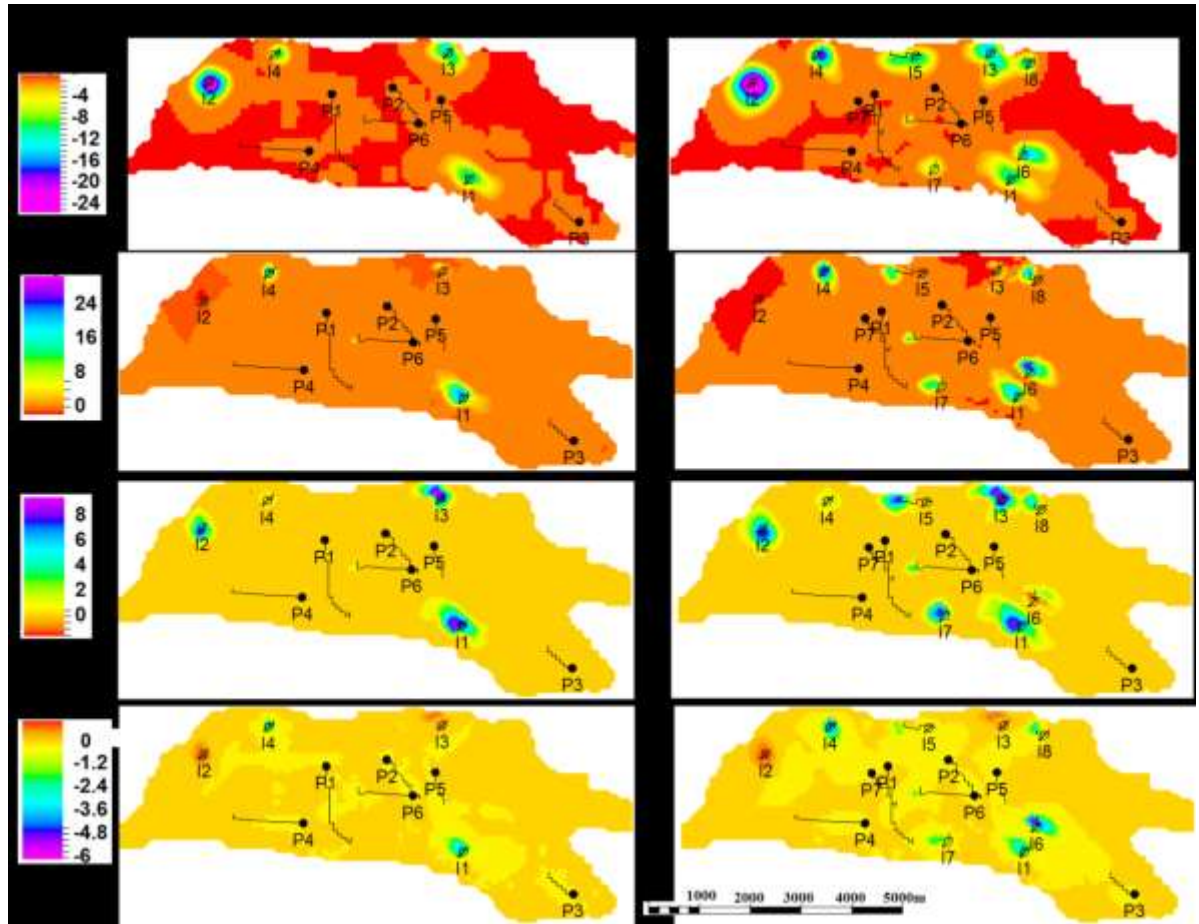 I4 I3 I4 I5 I3 I8
-4 I2 I2
-8 P1 P2 P5 P7 P1 P2 P5
-12 P6 P6
-16 P4 P4 I7 I6
-20 I1 I1
-24 P3 P3
I4 I3 I4 I5 I3 I8
24 I2 I2
16 P1 P2 P5 P7 P1 P2 P5
8 P6 P6
0 P4 I1 P4 I7 I6 I1
P3 P3
8 I4 I3 I4 I5 I3 I8
6 I2 I2
4 P1 P2 P5 P7 P1 P2 P5
2 P6 P6
0 P4 I1 P4 I7 I6 I1
P3 P3
0 I4 I3 I4 I5 I3 I8
-1.2 I2 I2
-2.4 P1 P2 P5 P7 P1 P2 P5
-3.6 P6 P6
-4.8 P4 P4 I6
-6 I1 I7 I1
P3 P3
1000 2000 3000 4000 5000m